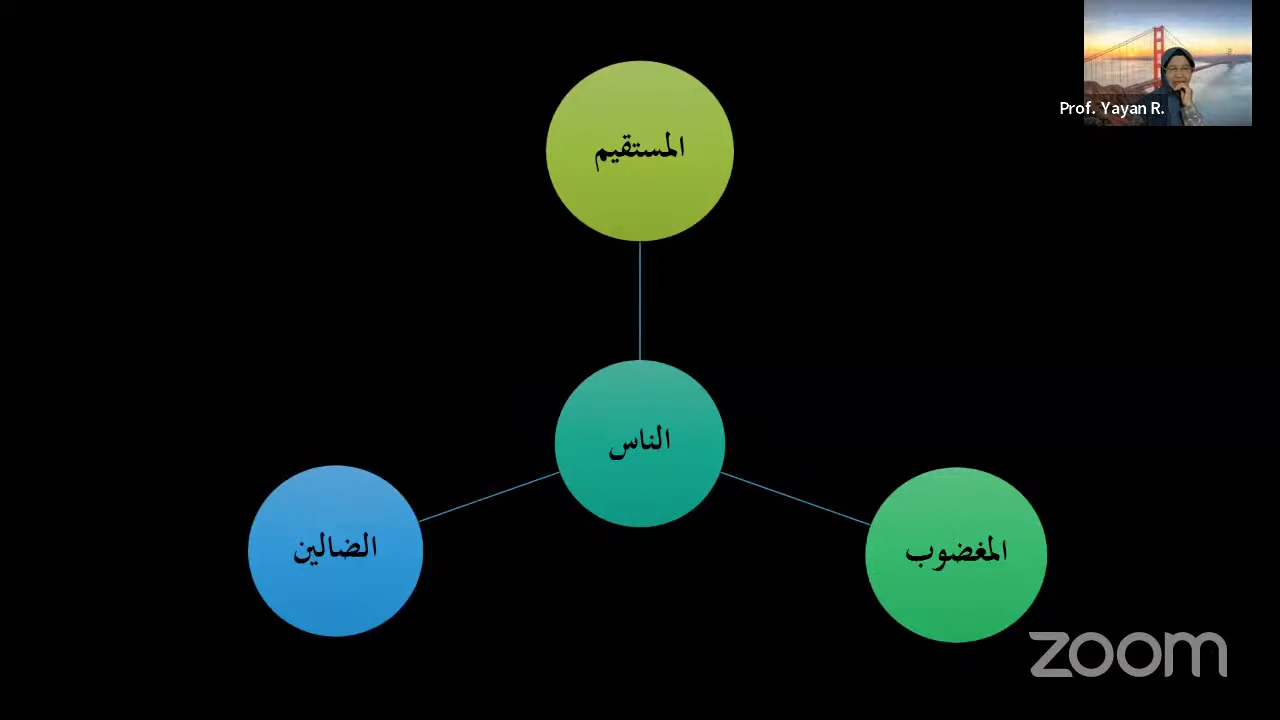 Prof. Yayan R.
المستقيم
الناس
المغضوب
الضالين
zoom